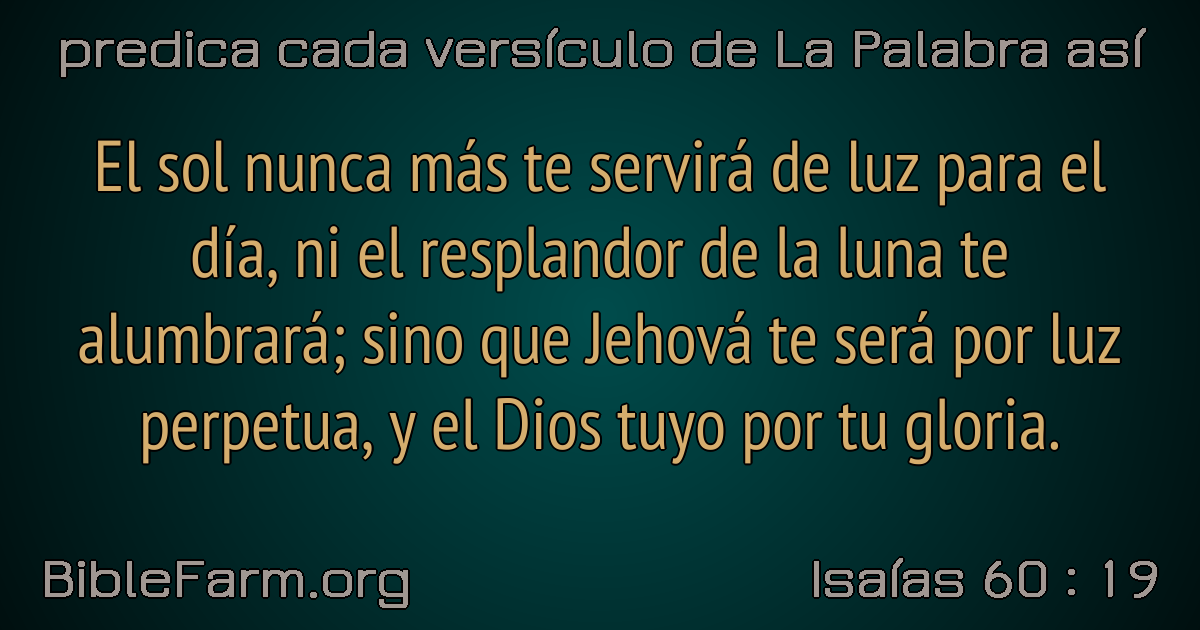 predica cada versículo de La Palabra así
El sol nunca más te servirá de luz para el
día, ni el resplandor de la luna te
alumbrará; sino que Jehová te será por luz
perpetua, y el Dios tuyo por tu gloria.
BibleFarm.org
Isaías 60 : 19